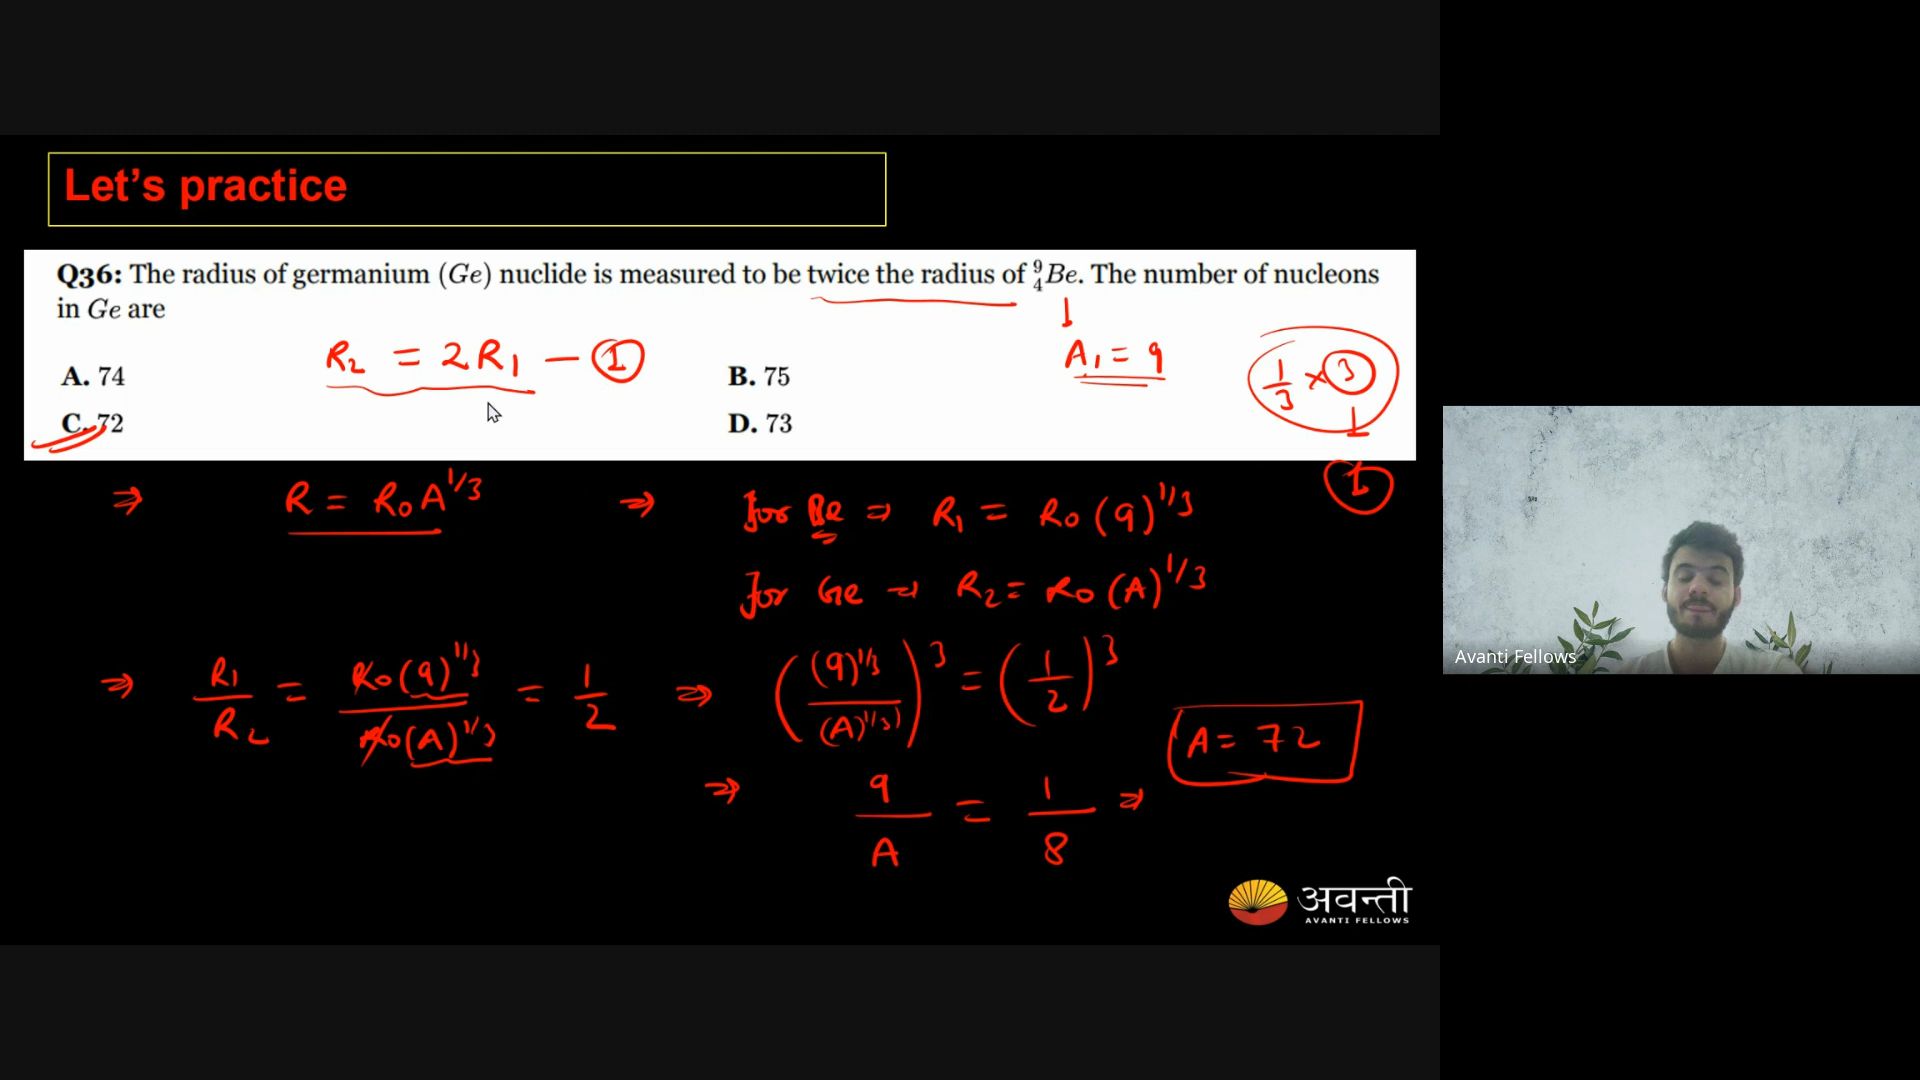 Let's practice
Q36: The radius of germanium (Ge) nuclide is measured to be twice the radius of ⁹₄Be. The number of nucleons
in Ge are
R₂ = 2R₁ — ①
A₁ = 9
1/3 × 3
A. 74
B. 75
C. 72
D. 73
1
⇒ R = R₀A^1/3 ⇒ for Be ⇒ R₁ = R₀(9)^1/3
for Ge ⇒ R₂ = R₀(A)^1/3
⇒ R₁/R₂ = R₀(9)^1/3 / R₀(A)^1/3 = 1/2 ⇒ ((9)^1/3 / (A)^1/3)^3 = (1/2)^3
⇒ 9/A = 1/8 ⇒ A = 72
Avanti Fellows
अवन्ती
AVANTI FELLOWS